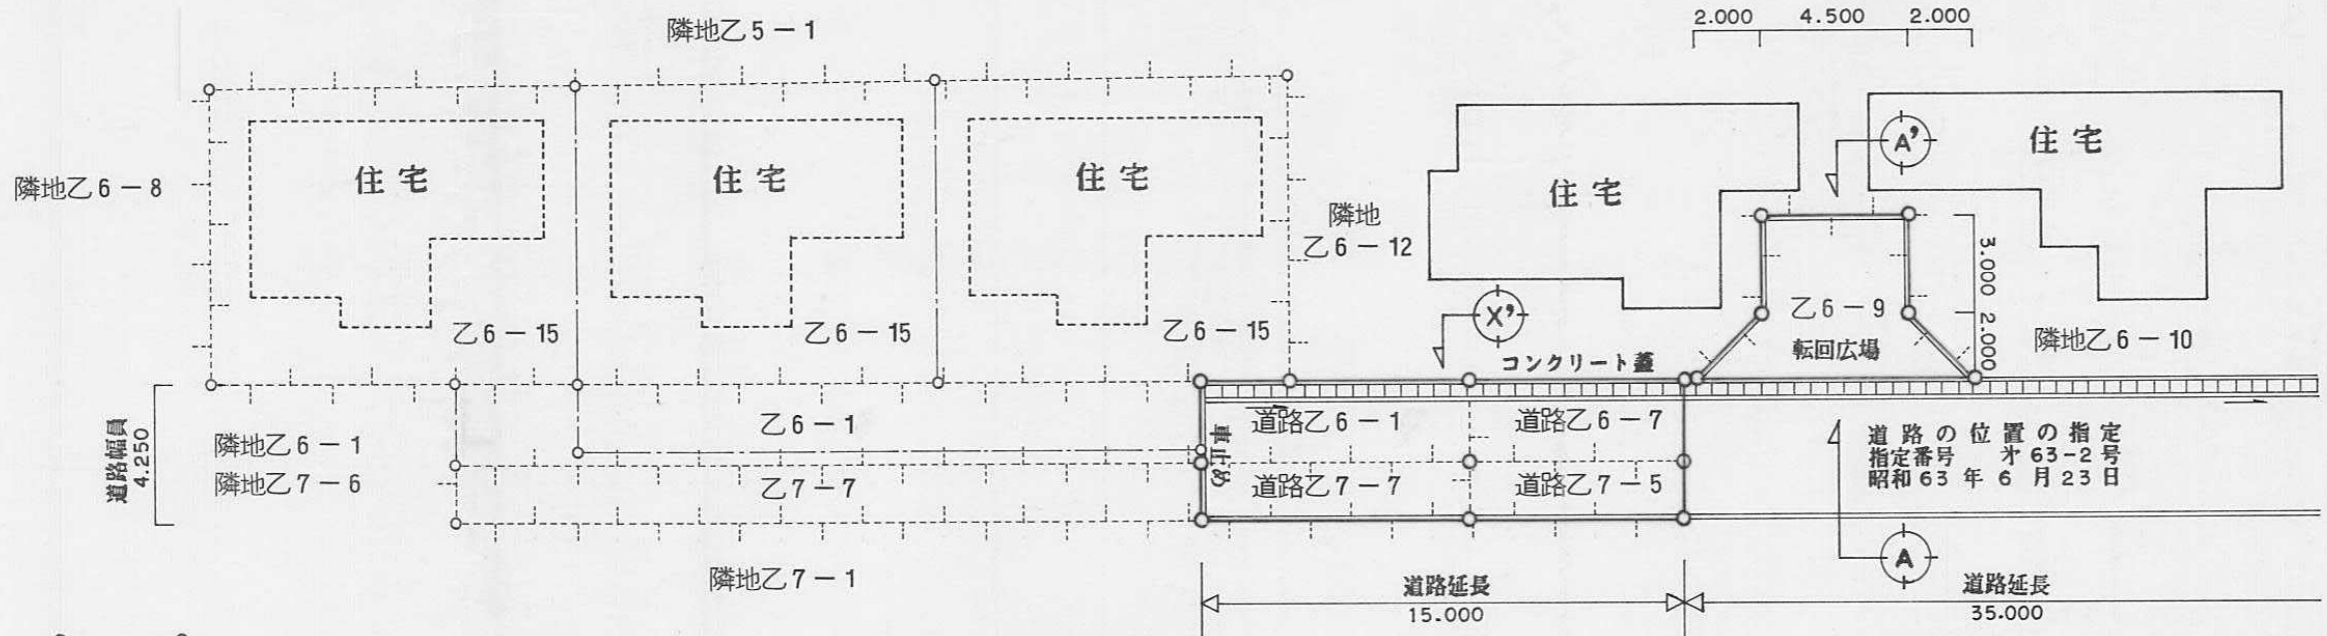 隣地乙5－1
2.000 4.500 2.000
隣地乙6－8
住宅
住宅
住宅
隣地
乙6－12
住宅
A'
住宅
X'
3.000 2.000
乙6－15
乙6－15
乙6－15
乙6－9
転回広場
隣地乙6－10
コンクリート蓋
道路幅員
4.250
隣地乙6－1
隣地乙7－6
乙6－1
乙7－7
車止め
道路乙6－1
道路乙6－7
道路乙7－7
道路乙7－5
道路の位置の指定
指定番号 㐧63-2号
昭和63年6月23日
隣地乙7－1
A
道路延長
15.000
道路延長
35.000